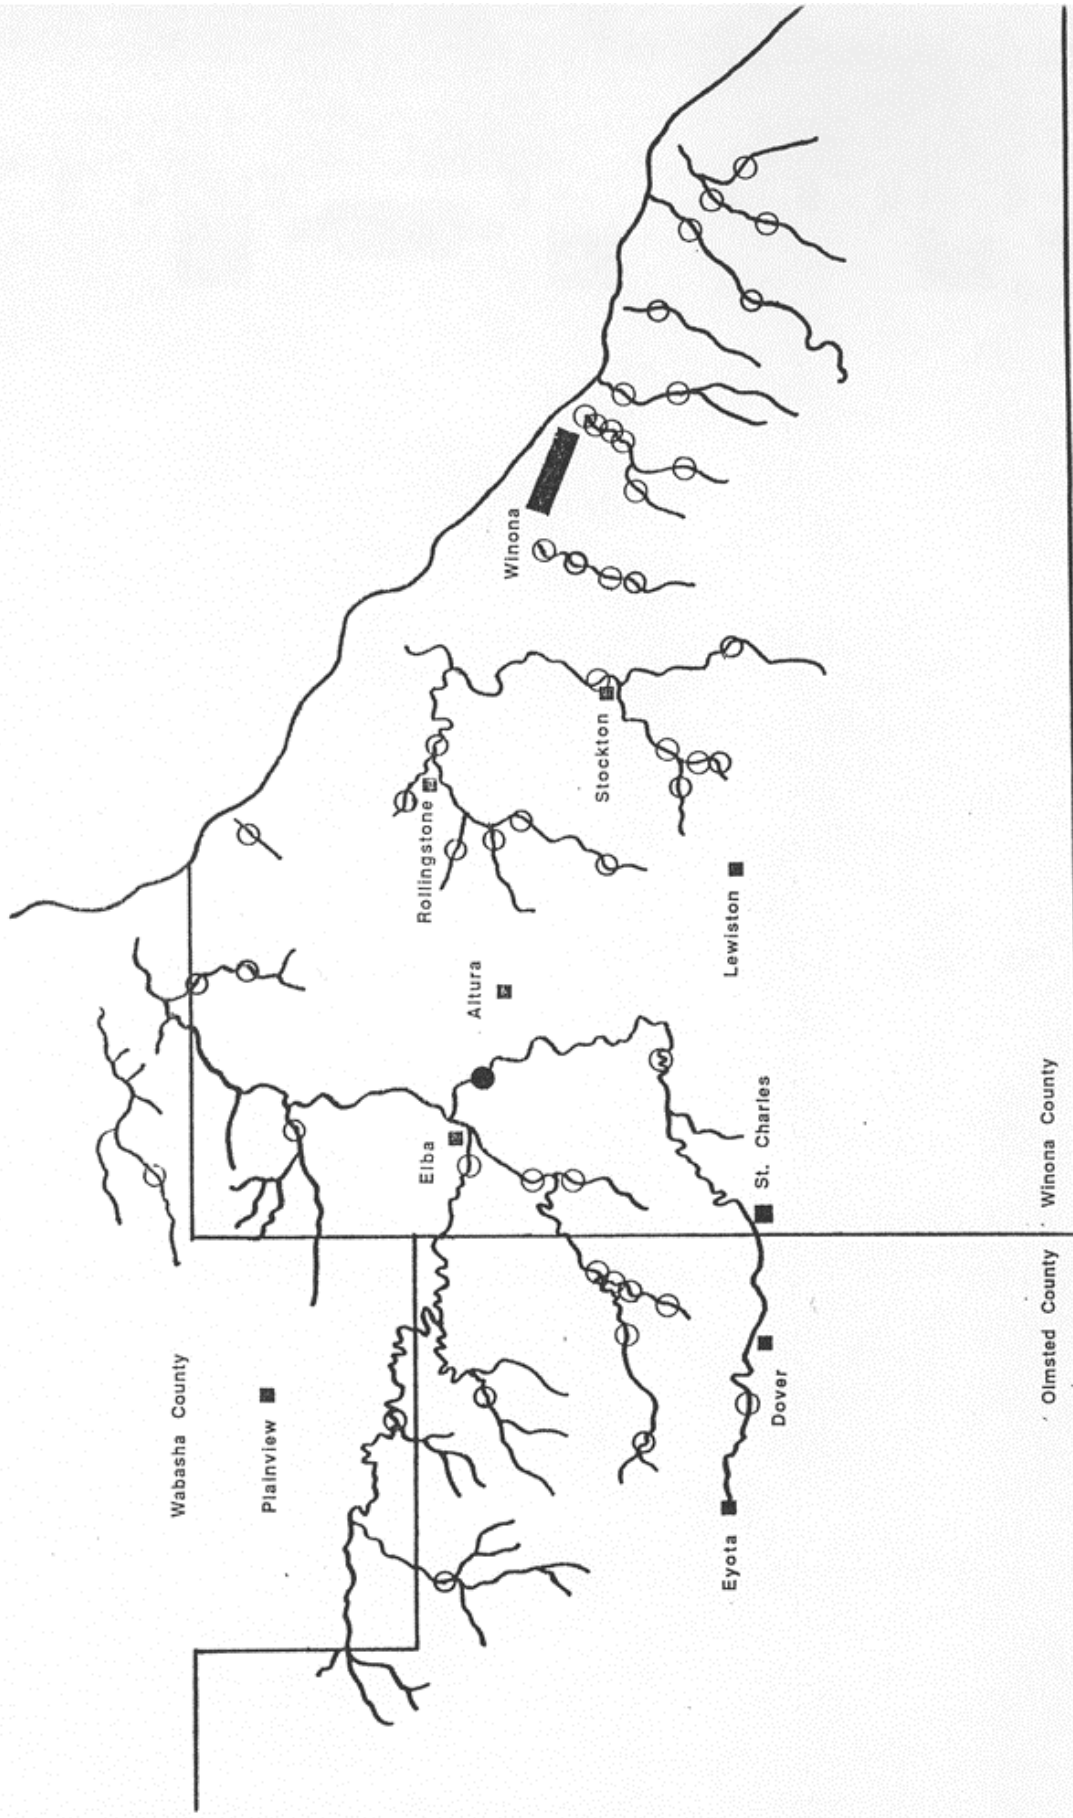 Wabasha County
Plainview
Elba
Altura
Rollingstone
Winona
Stockton
Lewiston
St. Charles
Dover
Eyota
Olmsted County
Winona County